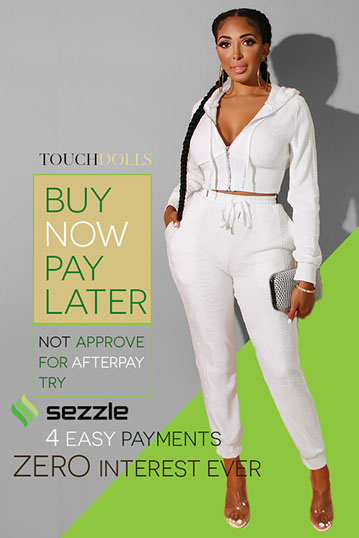 TOUCHDOLLS
BUY
NOW
PAY
LATER
NOT APPROVE
FOR AFTERPAY
TRY
sezzle
4 EASY PAYMENTS
ZERO INTEREST EVER